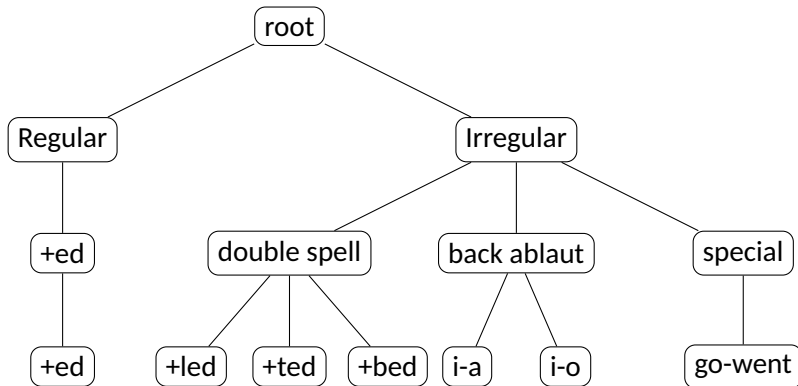 root
Regular Irregular
+ed double spell back ablaut special
+ed +led +ted +bed i-a i-o go-went